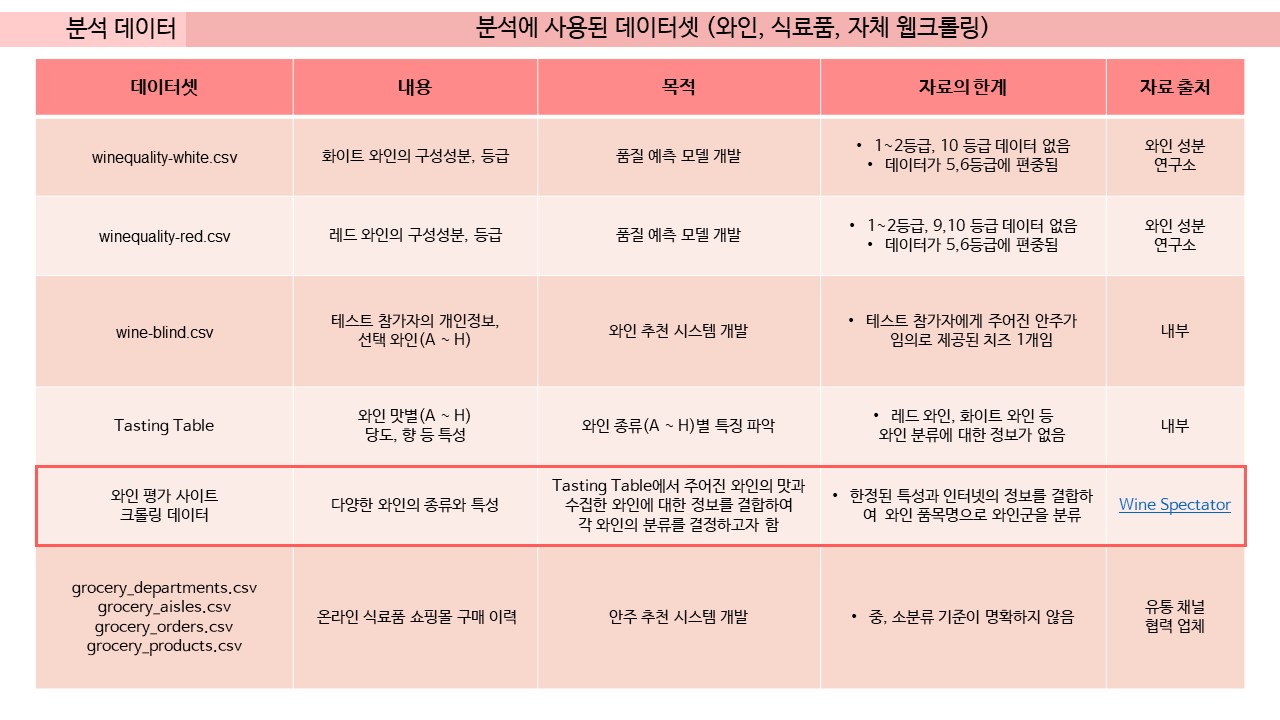 분석 데이터
분석에 사용된 데이터셋 (와인, 식료품, 자체 웹크롤링)
데이터셋
내용
목적
자료의 한계
자료 출처
winequality-white.csv
화이트 와인의 구성성분, 등급
품질 예측 모델 개발
• 1~2등급, 10 등급 데이터 없음
• 데이터가 5,6등급에 편중됨
와인 성분
연구소
winequality-red.csv
레드 와인의 구성성분, 등급
품질 예측 모델 개발
• 1~2등급, 9,10 등급 데이터 없음
• 데이터가 5,6등급에 편중됨
와인 성분
연구소
wine-blind.csv
테스트 참가자의 개인정보,
선택 와인(A ~ H)
와인 추천 시스템 개발
• 테스트 참가자에게 주어진 안주가
임의로 제공된 치즈 1개임
내부
Tasting Table
와인 맛별(A ~ H)
당도, 향 등 특성
와인 종류(A ~ H)별 특징 파악
• 레드 와인, 화이트 와인 등
와인 분류에 대한 정보가 없음
내부
와인 평가 사이트
크롤링 데이터
다양한 와인의 종류와 특성
Tasting Table에서 주어진 와인의 맛과
수집한 와인에 대한 정보를 결합하여
각 와인의 분류를 결정하고자 함
• 한정된 특성과 인터넷의 정보를 결합하
여 와인 품목명으로 와인군을 분류
Wine Spectator
grocery_departments.csv
grocery_aisles.csv
grocery_orders.csv
grocery_products.csv
온라인 식료품 쇼핑몰 구매 이력
안주 추천 시스템 개발
• 중, 소분류 기준이 명확하지 않음
유통 채널
협력 업체